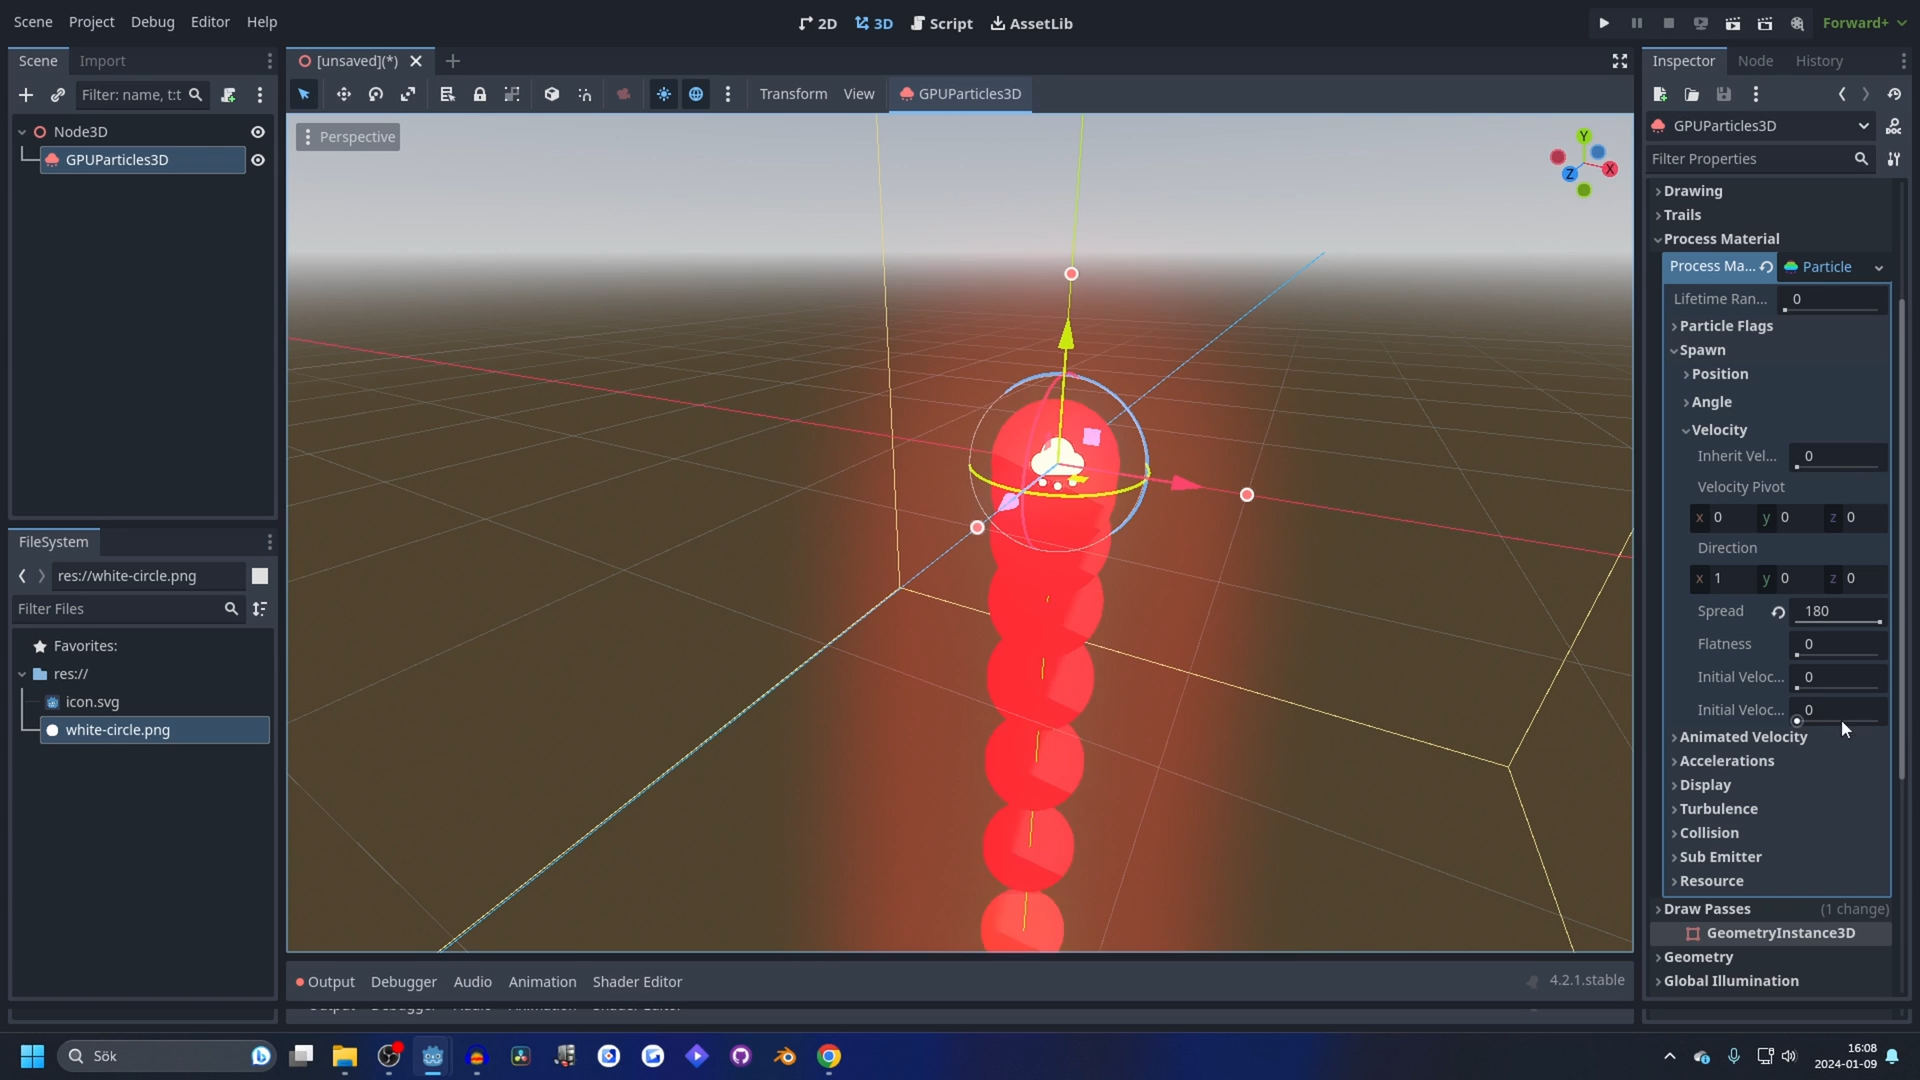 Scene Project Debug Editor Help
2D 3D Script AssetLib
Forward+
Scene Import
[unsaved](*)
Inspector Node History
Filter: name, t:t
Transform View GPUParticles3D
GPUParticles3D
Filter Properties
Node3D
GPUParticles3D
Perspective
Y
X
Z
Drawing
Trails
Process Material
Process Ma... Particle
Lifetime Ran... 0
Particle Flags
Spawn
Position
Angle
Velocity
Inherit Vel... 0
Velocity Pivot
x 0 y 0 z 0
Direction
x 1 y 0 z 0
Spread 180
Flatness 0
Initial Veloc... 0
Initial Veloc... 0
Animated Velocity
Accelerations
Display
Turbulence
Collision
Sub Emitter
Resource
Draw Passes (1 change)
GeometryInstance3D
Geometry
Global Illumination
FileSystem
res://white-circle.png
Filter Files
Favorites:
res://
icon.svg
white-circle.png
Output Debugger Audio Animation Shader Editor
4.2.1.stable
Sök
16:08
2024-01-09